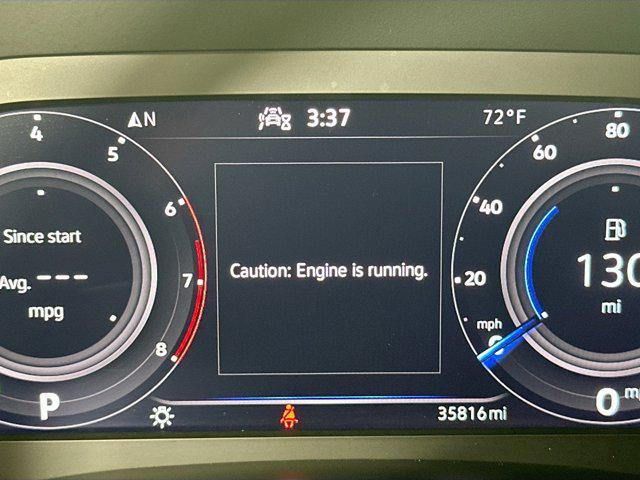 N
3:37
72°F
4
5
6
7
8
Since start
Avg. ---
mpg
P
Caution: Engine is running.
80
60
40
20
mph
130
mi
0
35816mi